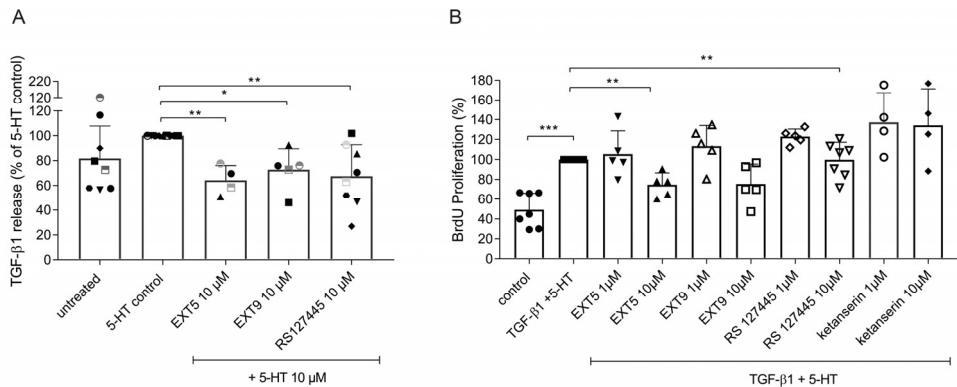 A
TGF-β1 release (% of 5-HT control)
220
120
120
100
80
60
40
20
0
**
*
**
untreated
5-HT control
EXT5 10 µM
EXT9 10 µM
RS127445 10 µM
+ 5-HT 10 µM
B
BrdU Proliferation (%)
180
160
140
120
100
80
60
40
20
0
***
**
**
control
TGF-β1 +5-HT
EXT5 1µM
EXT5 10µM
EXT9 1µM
EXT9 10µM
RS 127445 1µM
RS 127445 10µM
ketanserin 1µM
ketanserin 10µM
TGF-β1 + 5-HT